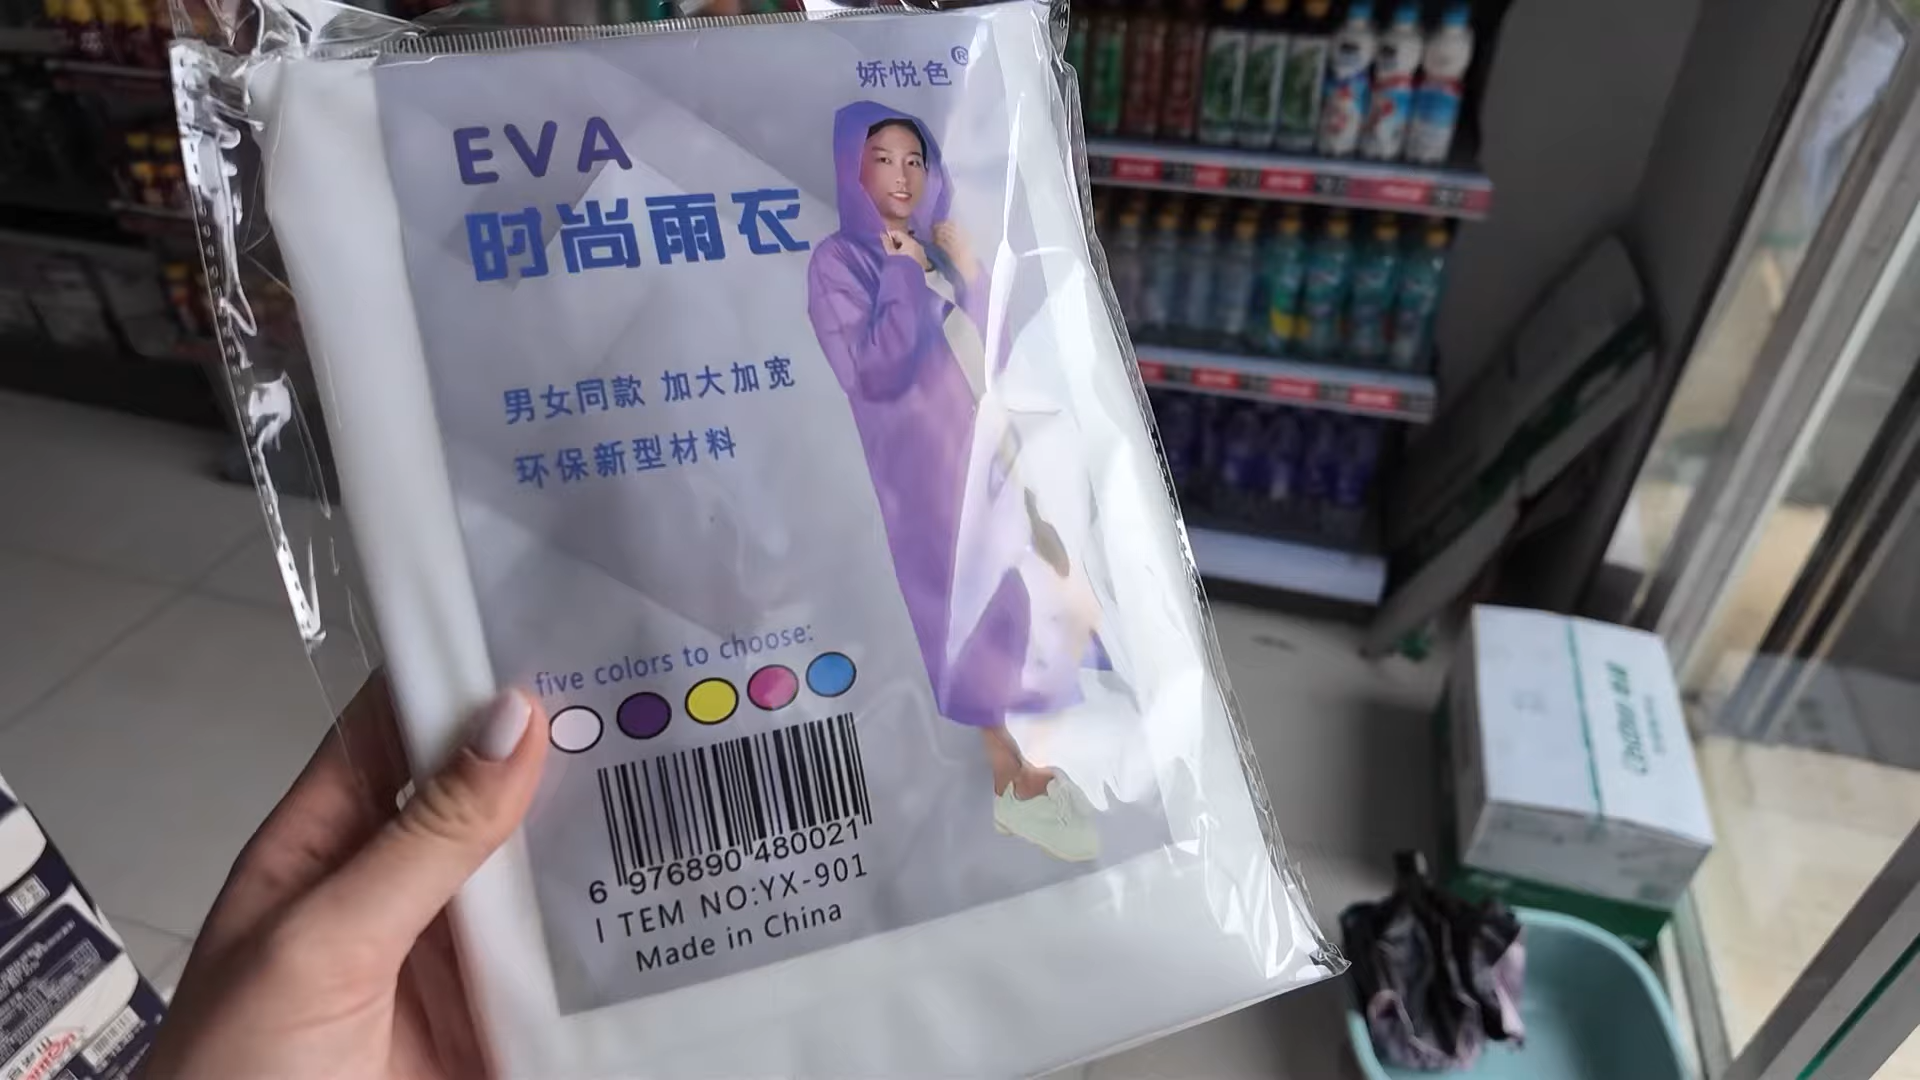 娇悦色®
EVA
时尚雨衣
男女同款 加大加宽
环保新型材料
five colors to choose:
6 976890 480021
ITEM NO:YX-901
Made in China